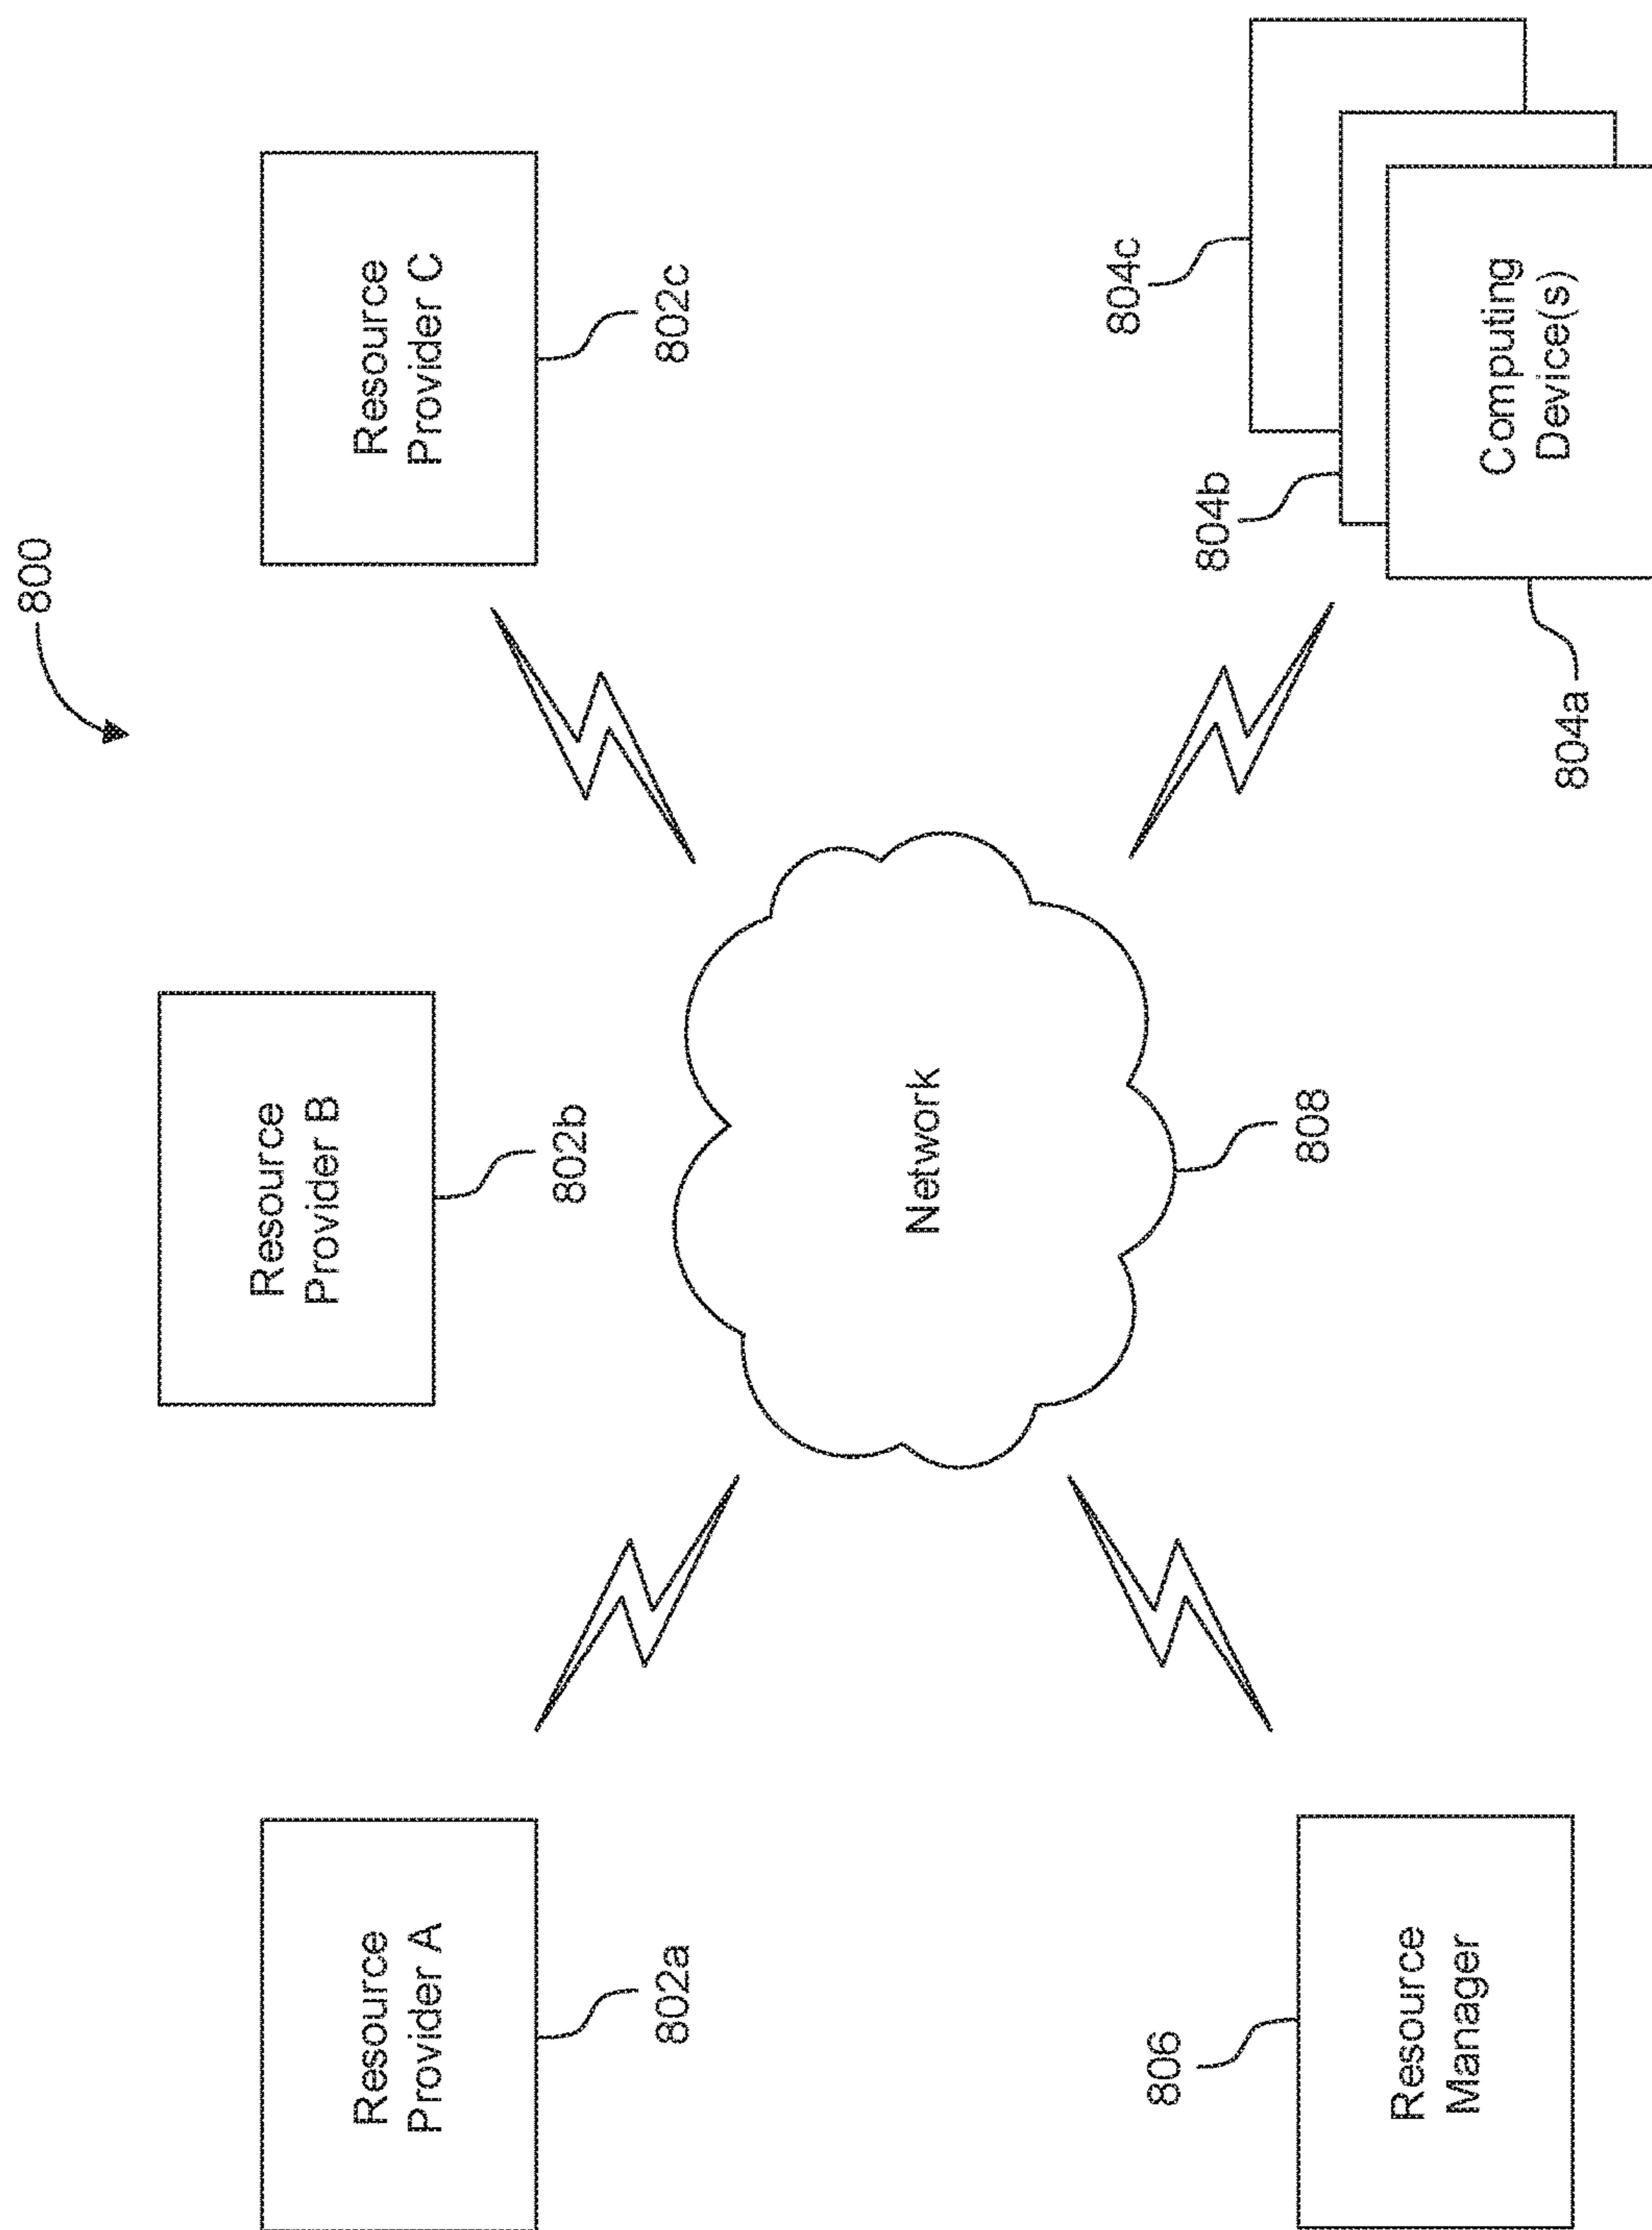 800
Resource
Provider B
802b
Resource
Provider A
802a
Resource
Provider C
802c
Network
808
806
Resource
Manager
804c
804b
Computing
Device(s)
804a